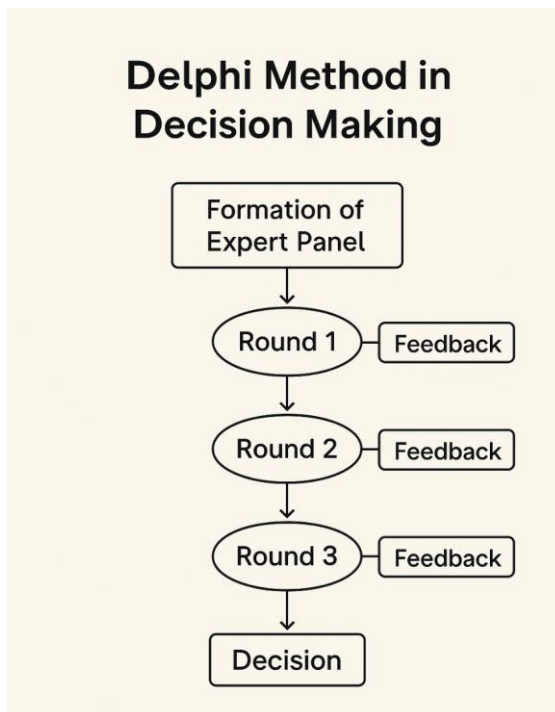 Delphi Method in
Decision Making
Formation of
Expert Panel
Round 1
Feedback
Round 2
Feedback
Round 3
Feedback
Decision